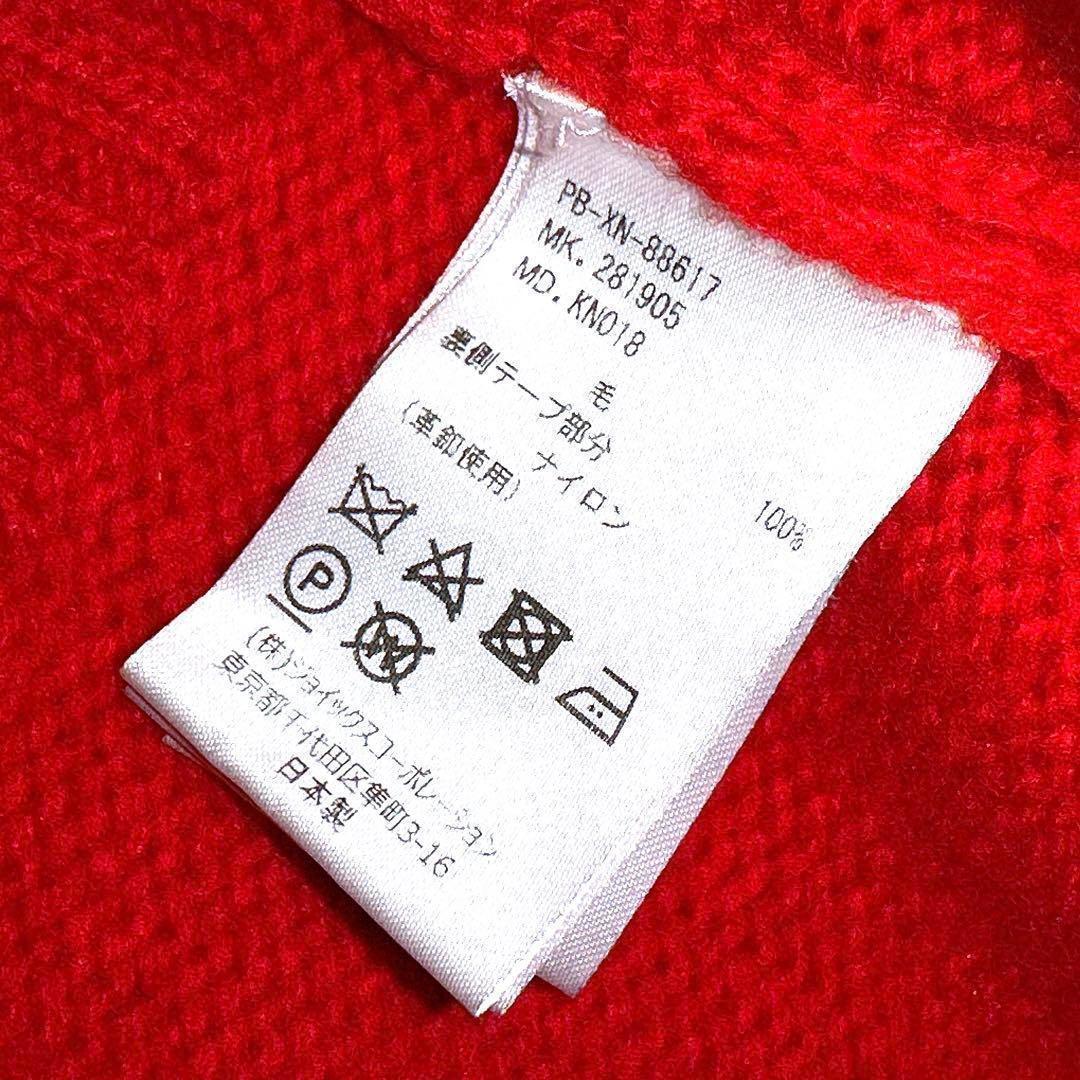 PB-XN-88617
MK. 281905
MD. KN018
毛 100%
裏側テープ部分
ナイロン
(革釦使用)
P
W
(株)ジョイックスコーポレーション
東京都千代田区隼町3-16
日本製